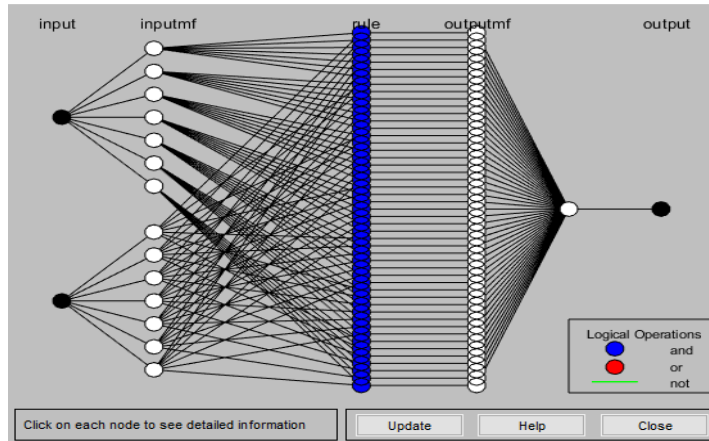 input inputmf rule outputmf output
Logical Operations
and
or
not
Click on each node to see detailed information
Update Help Close